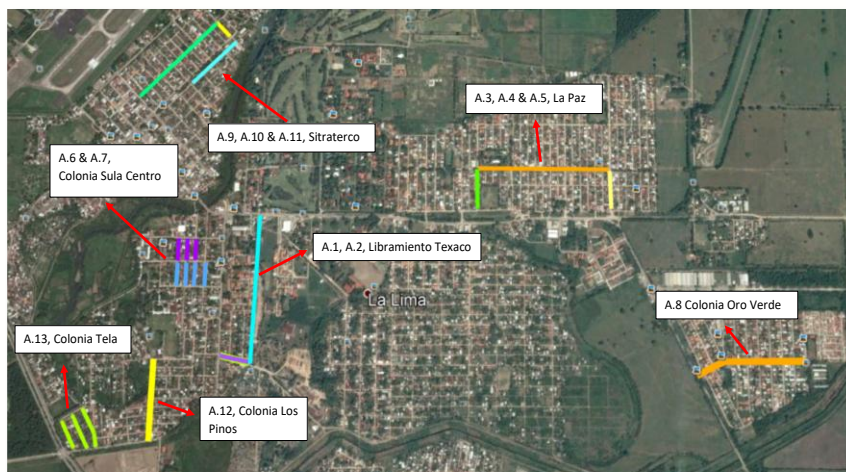 A.3, A.4 & A.5, La Paz
A.9, A.10 & A.11, Sitraterco
A.6 & A.7,
Colonia Sula Centro
A.1, A.2, Libramiento Texaco
La Lima
A.8 Colonia Oro Verde
A.13, Colonia Tela
A.12, Colonia Los
Pinos